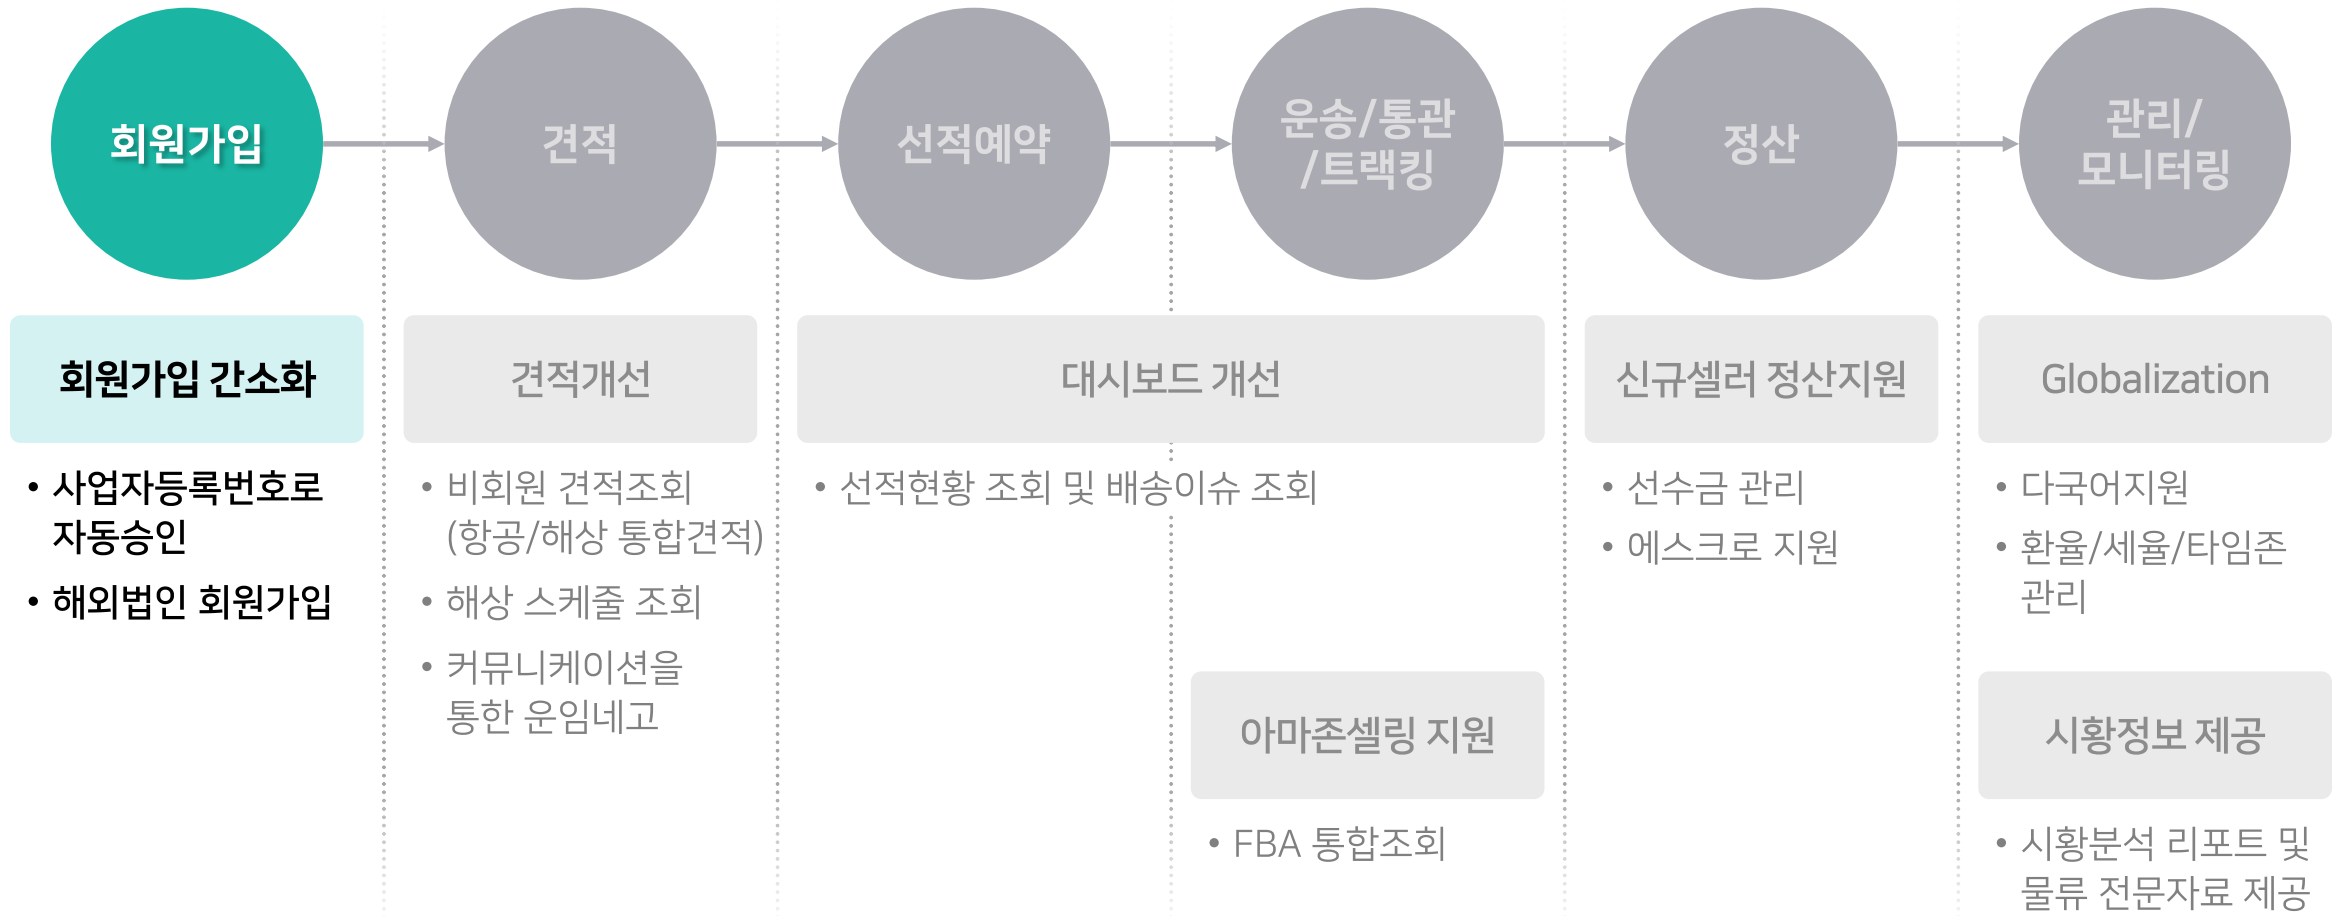 회원가입
견적
선적예약
운송/통관
/트랙킹
정산
관리/
모니터링
회원가입 간소화
견적개선
대시보드 개선
신규셀러 정산지원
Globalization
• 사업자등록번호로
자동승인
• 해외법인 회원가입
• 비회원 견적조회
(항공/해상 통합견적)
• 해상 스케줄 조회
• 커뮤니케이션을
통한 운임네고
• 선적현황 조회 및 배송이슈 조회
• 선수금 관리
• 에스크로 지원
• 다국어지원
• 환율/세율/타임존
관리
아마존셀링 지원
• FBA 통합조회
시황정보 제공
• 시황분석 리포트 및
물류 전문자료 제공